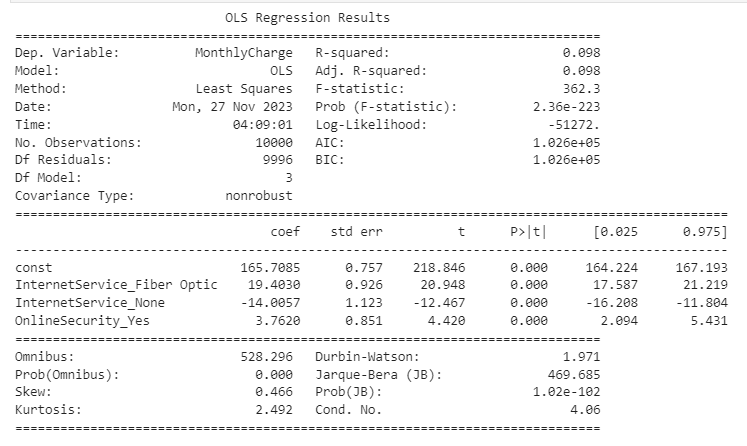 OLS Regression Results
==============================================================================
Dep. Variable: MonthlyCharge R-squared: 0.098
Model: OLS Adj. R-squared: 0.098
Method: Least Squares F-statistic: 362.3
Date: Mon, 27 Nov 2023 Prob (F-statistic): 2.36e-223
Time: 04:09:01 Log-Likelihood: -51272.
No. Observations: 10000 AIC: 1.026e+05
Df Residuals: 9996 BIC: 1.026e+05
Df Model: 3
Covariance Type: nonrobust
===============================================================================================
coef std err t P>|t| [0.025 0.975]
-----------------------------------------------------------------------------------------------
const 165.7085 0.757 218.846 0.000 164.224 167.193
InternetService_Fiber Optic 19.4030 0.926 20.948 0.000 17.587 21.219
InternetService_None -14.0057 1.123 -12.467 0.000 -16.208 -11.804
OnlineSecurity_Yes 3.7620 0.851 4.420 0.000 2.094 5.431
==============================================================================
Omnibus: 528.296 Durbin-Watson: 1.971
Prob(Omnibus): 0.000 Jarque-Bera (JB): 469.685
Skew: 0.466 Prob(JB): 1.02e-102
Kurtosis: 2.492 Cond. No. 4.06
==============================================================================